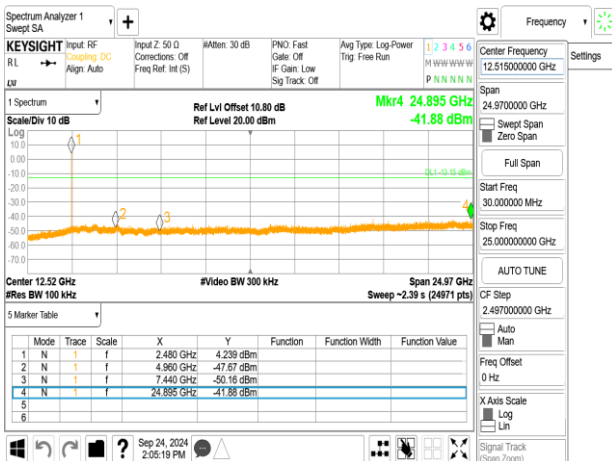 Spectrum Analyzer 1
Swept SA
+
Frequency
KEYSIGHT
RL
Input: RF
Coupling: DC
Align: Auto
Input Z: 50 Ω
Corrections: Off
Freq Ref: Int (S)
#Atten: 30 dB
PNO: Fast
Gate: Off
IF Gain: Low
Sig Track: Off
Avg Type: Log-Power
Trig: Free Run
1 2 3 4 5 6
M W W W W W
P N N N N N
Center Frequency
12.515000000 GHz
Settings
Span
24.9700000 GHz
Swept Span
Zero Span
Full Span
Start Freq
30.000000 MHz
Stop Freq
25.000000000 GHz
AUTO TUNE
CF Step
2.497000000 GHz
Auto
Man
Freq Offset
0 Hz
X Axis Scale
Log
Lin
Signal Track
(Span Zoom)
1 Spectrum
Scale/Div 10 dB
Log
Ref Lvl Offset 10.80 dB
Ref Level 20.00 dBm
Mkr4 24.895 GHz
-41.88 dBm
10.0
0.00
-10.0
-20.0
-30.0
-40.0
-50.0
-60.0
-70.0
1
2
3
4
DL1 -13.15 dBm
Center 12.52 GHz
#Res BW 100 kHz
#Video BW 300 kHz
Span 24.97 GHz
Sweep ~2.39 s (24971 pts)
5 Marker Table
Mode Trace Scale X Y Function Function Width Function Value
1 N 1 f 2.480 GHz 4.239 dBm
2 N 1 f 4.960 GHz -47.67 dBm
3 N 1 f 7.440 GHz -50.16 dBm
4 N 1 f 24.895 GHz -41.88 dBm
5
6
?
Sep 24, 2024
2:05:19 PM